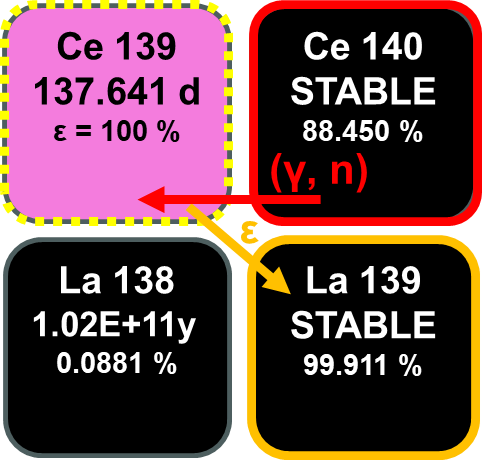 Ce 139
137.641 d
ε = 100 %
Ce 140
STABLE
88.450 %
(γ, n)
ε
La 138
1.02E+11y
0.0881 %
La 139
STABLE
99.911 %